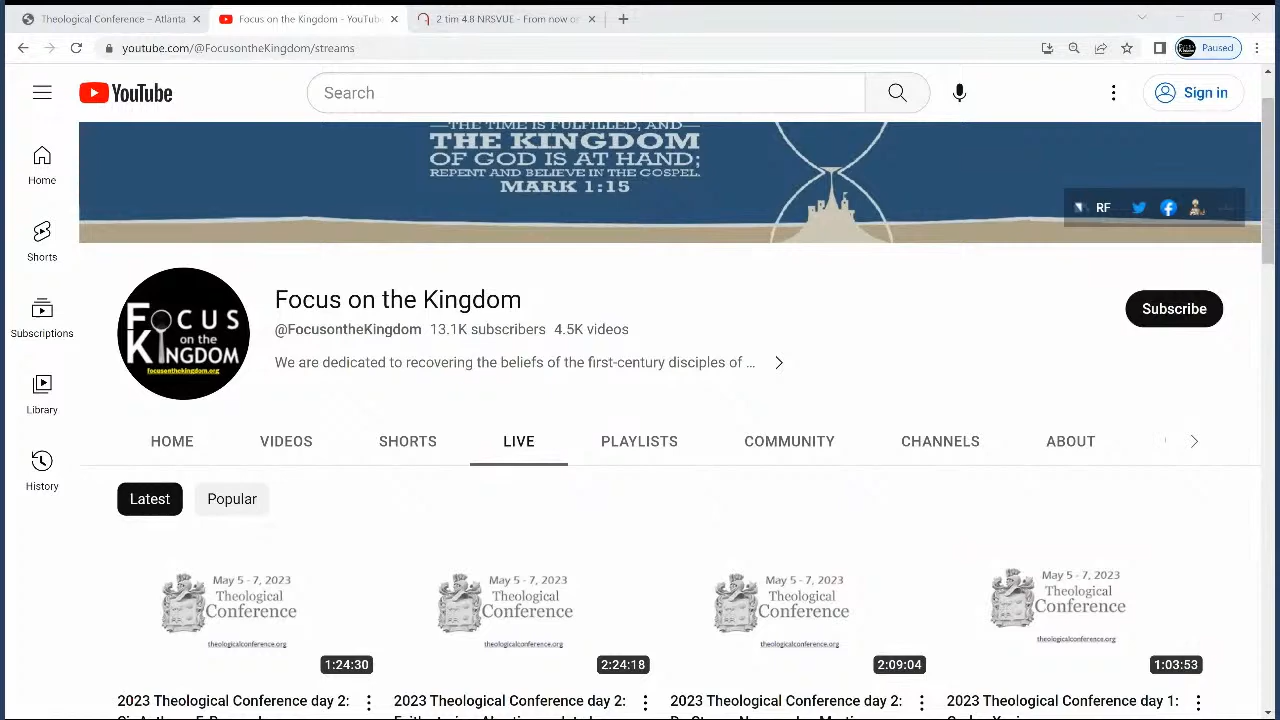 Theological Conference – Atlanta
Focus on the Kingdom - YouTube
2 tim 4.8 NRSVUE - From now on
youtube.com/@FocusontheKingdom/streams
Paused
YouTube
Search
Sign in
Home
Shorts
Subscriptions
Library
History
THE TIME IS FULFILLED, AND
THE KINGDOM
OF GOD IS AT HAND;
REPENT AND BELIEVE IN THE GOSPEL.
MARK 1:15
RF
FOCUS
on the
KINGDOM
focusonthekingdom.org
Focus on the Kingdom
@FocusontheKingdom 13.1K subscribers 4.5K videos
We are dedicated to recovering the beliefs of the first-century disciples of ...
Subscribe
HOME VIDEOS SHORTS LIVE PLAYLISTS COMMUNITY CHANNELS ABOUT
Latest Popular
May 5 - 7, 2023
Theological
Conference
theologicalconference.org
1:24:30
May 5 - 7, 2023
Theological
Conference
theologicalconference.org
2:24:18
May 5 - 7, 2023
Theological
Conference
theologicalconference.org
2:09:04
May 5 - 7, 2023
Theological
Conference
theologicalconference.org
1:03:53
2023 Theological Conference day 2:
2023 Theological Conference day 2:
2023 Theological Conference day 2:
2023 Theological Conference day 1: